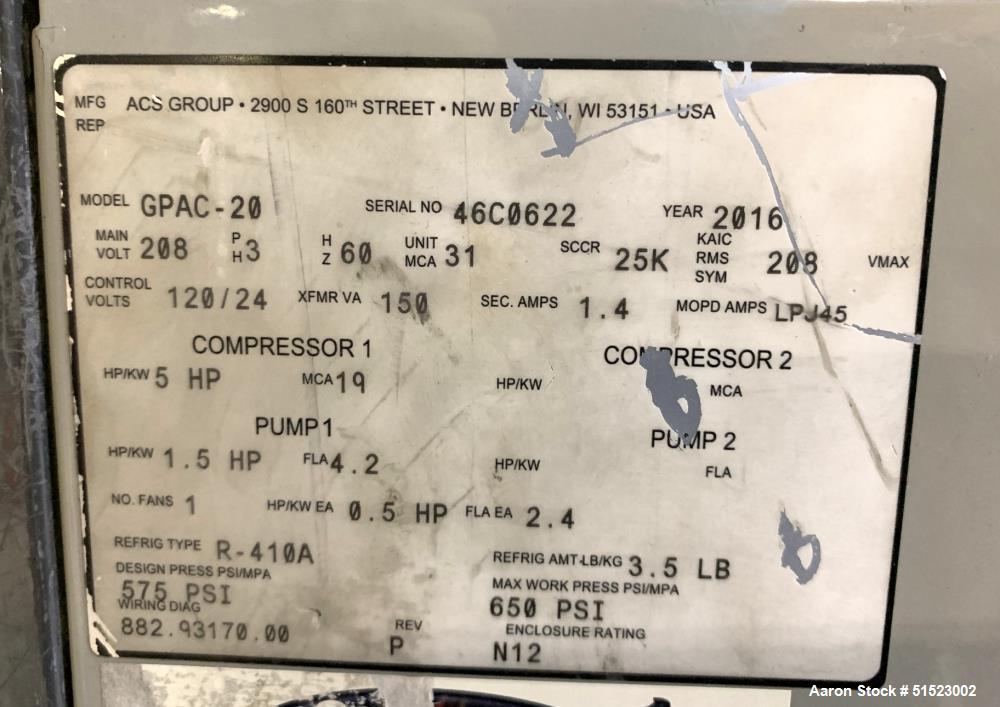 MFG ACS GROUP • 2900 S 160TH STREET • NEW BERLIN, WI 53151 • USA
REP
MODEL GPAC-20 SERIAL NO 46C0622 YEAR 2016
MAIN VOLT 208 PH 3 HZ 60 UNIT MCA 31 SCCR 25K KAIC RMS SYM 208 VMAX
CONTROL VOLTS 120/24 XFMR VA 150 SEC. AMPS 1.4 MOPD AMPS LPJ45
COMPRESSOR 1 COMPRESSOR 2
HP/KW 5 HP MCA 19 HP/KW MCA
PUMP 1 PUMP 2
HP/KW 1.5 HP FLA 4.2 HP/KW FLA
NO. FANS 1 HP/KW EA 0.5 HP FLA EA 2.4
REFRIG TYPE R-410A REFRIG AMT-LB/KG 3.5 LB
DESIGN PRESS PSI/MPA MAX WORK PRESS PSI/MPA
575 PSI 650 PSI
WIRING DIAG REV ENCLOSURE RATING
882.93170.00 P N12
Aaron Stock # 51523002